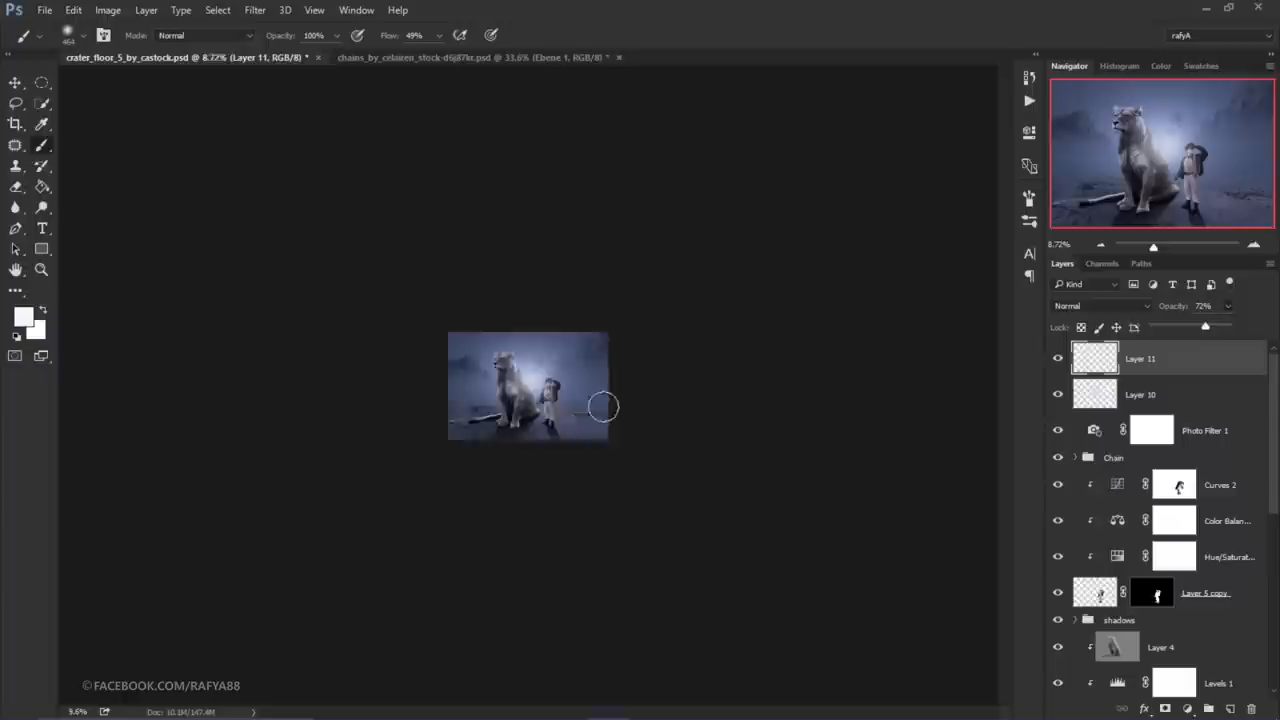 Ps File Edit Image Layer Type Select Filter 3D View Window Help
464 Mode: Normal Opacity: 100% Flow: 49% rafyA
crater_floor_5_by_castock.psd @ 8.72% (Layer 11, RGB/8) * × chains_by_celairen_stock-d6j87kr.psd @ 33.6% (Ebene 1, RGB/8) * ×
Navigator Histogram Color Swatches
8.72%
Layers Channels Paths
Kind
Normal Opacity: 72%
Lock:
Layer 11
Layer 10
Photo Filter 1
Chain
Curves 2
Color Balan...
Hue/Saturat...
Layer 5 copy
shadows
Layer 4
Levels 1
©FACEBOOK.COM/RAFYA88
9.6% Doc: 10.1M/147.4M